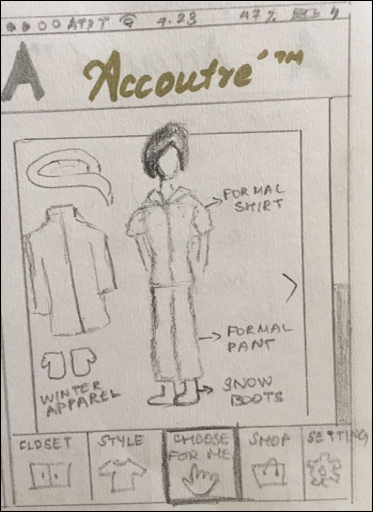 AT&T 4.23 47%
A Accoutré™
FORMAL
SHIRT
FORMAL
PANT
SNOW
BOOTS
WINTER
APPAREL
CLOSET STYLE CHOOSE SHOP SETTING
FOR ME